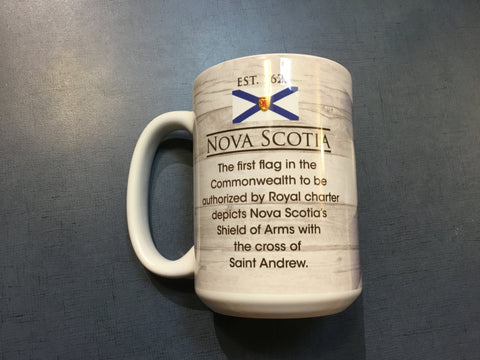 EST. 162
NOVA SCOTIA
The first flag in the
Commonwealth to be
authorized by Royal charter
depicts Nova Scotia's
Shield of Arms with
the cross of
Saint Andrew.